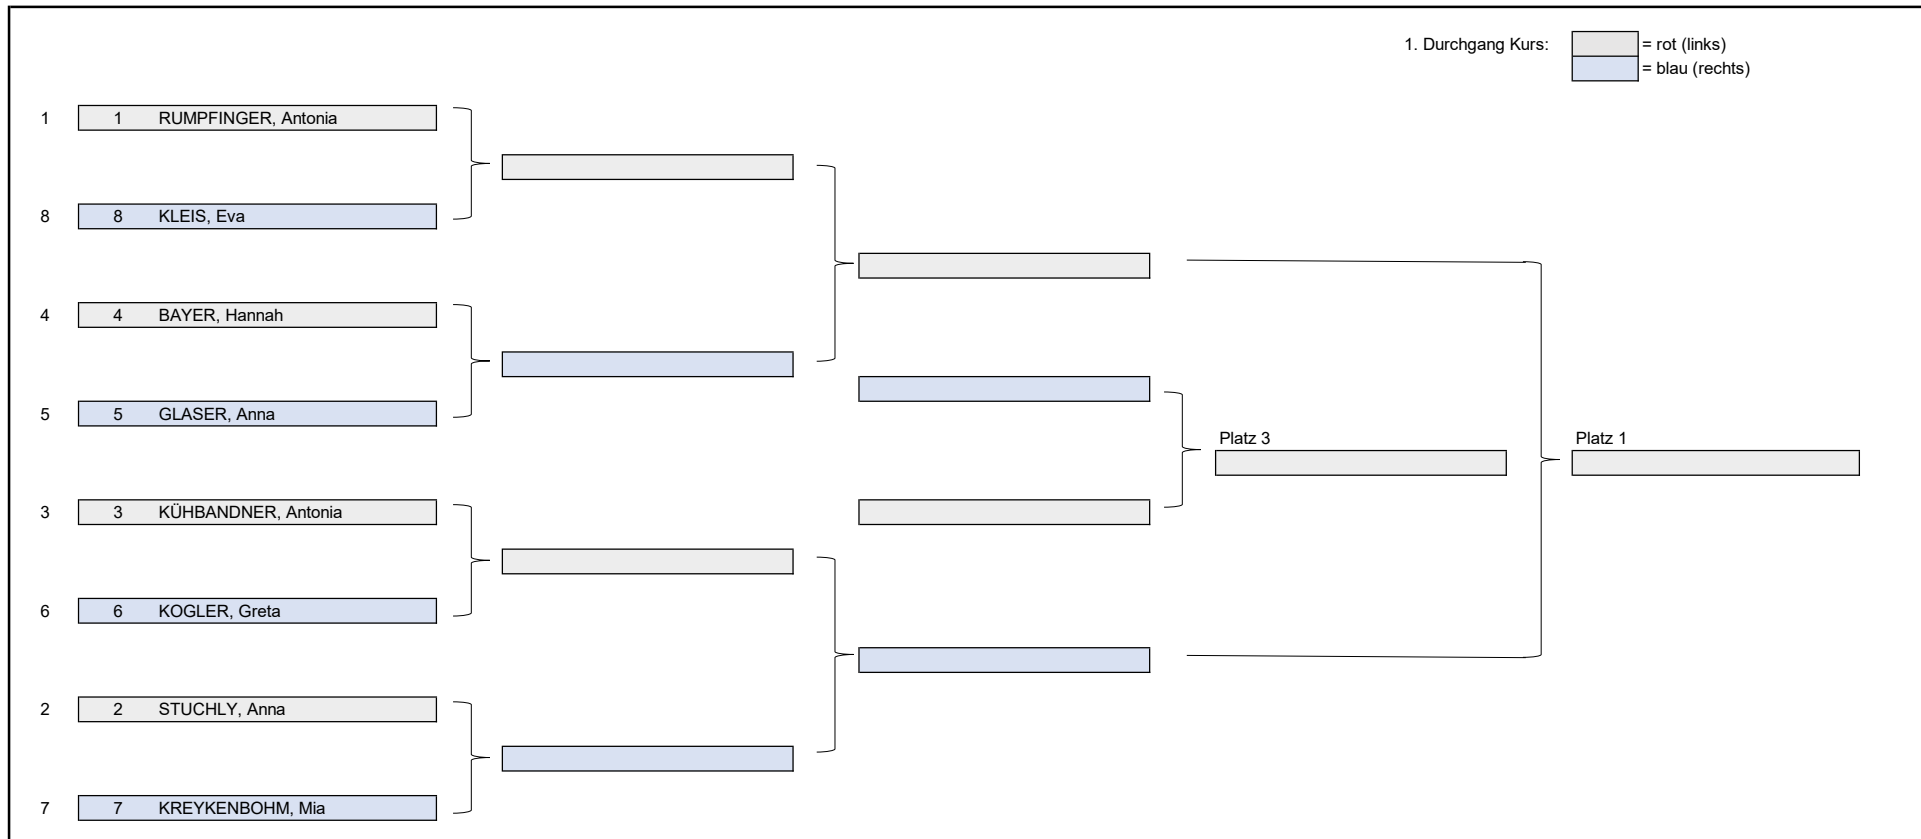 1. Durchgang Kurs: = rot (links)
= blau (rechts)
1 1 RUMPFINGER, Antonia
8 8 KLEIS, Eva
4 4 BAYER, Hannah
5 5 GLASER, Anna
Platz 3 Platz 1
3 3 KÜHBANDNER, Antonia
6 6 KOGLER, Greta
2 2 STUCHLY, Anna
7 7 KREYKENBOHM, Mia